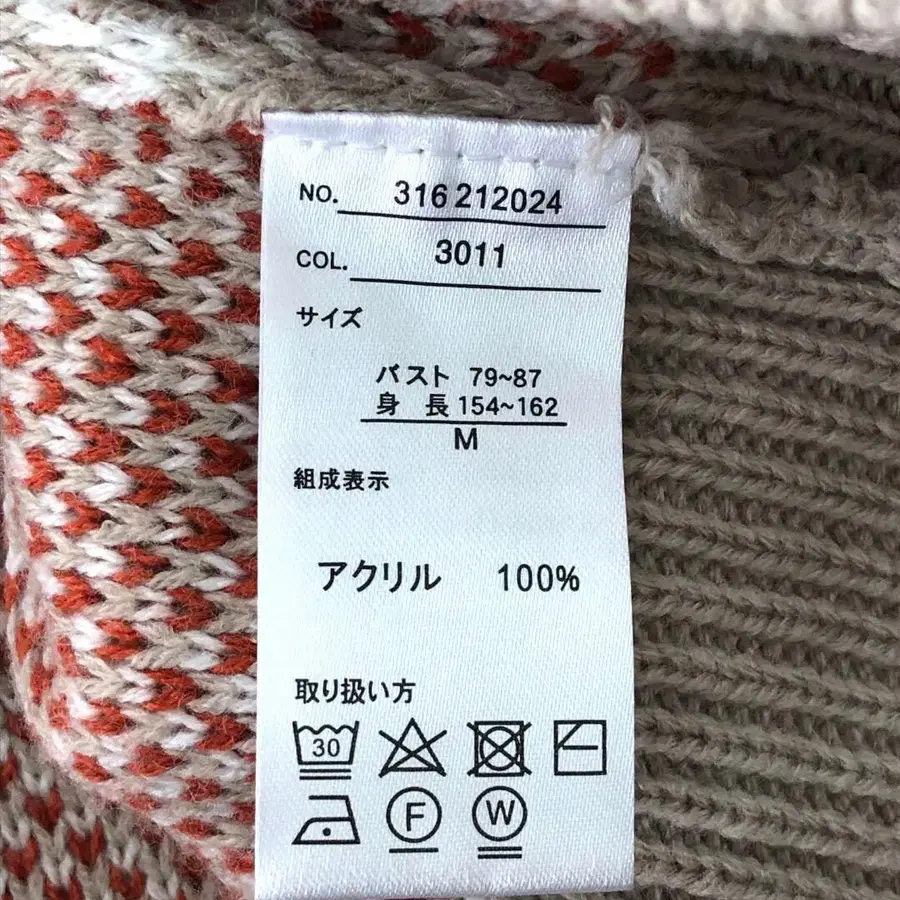 NO. 316 212024
COL. 3011
サイズ
バスト 79~87
身 長 154~162
M
組成表示
アクリル 100%
取り扱い方
30
F W